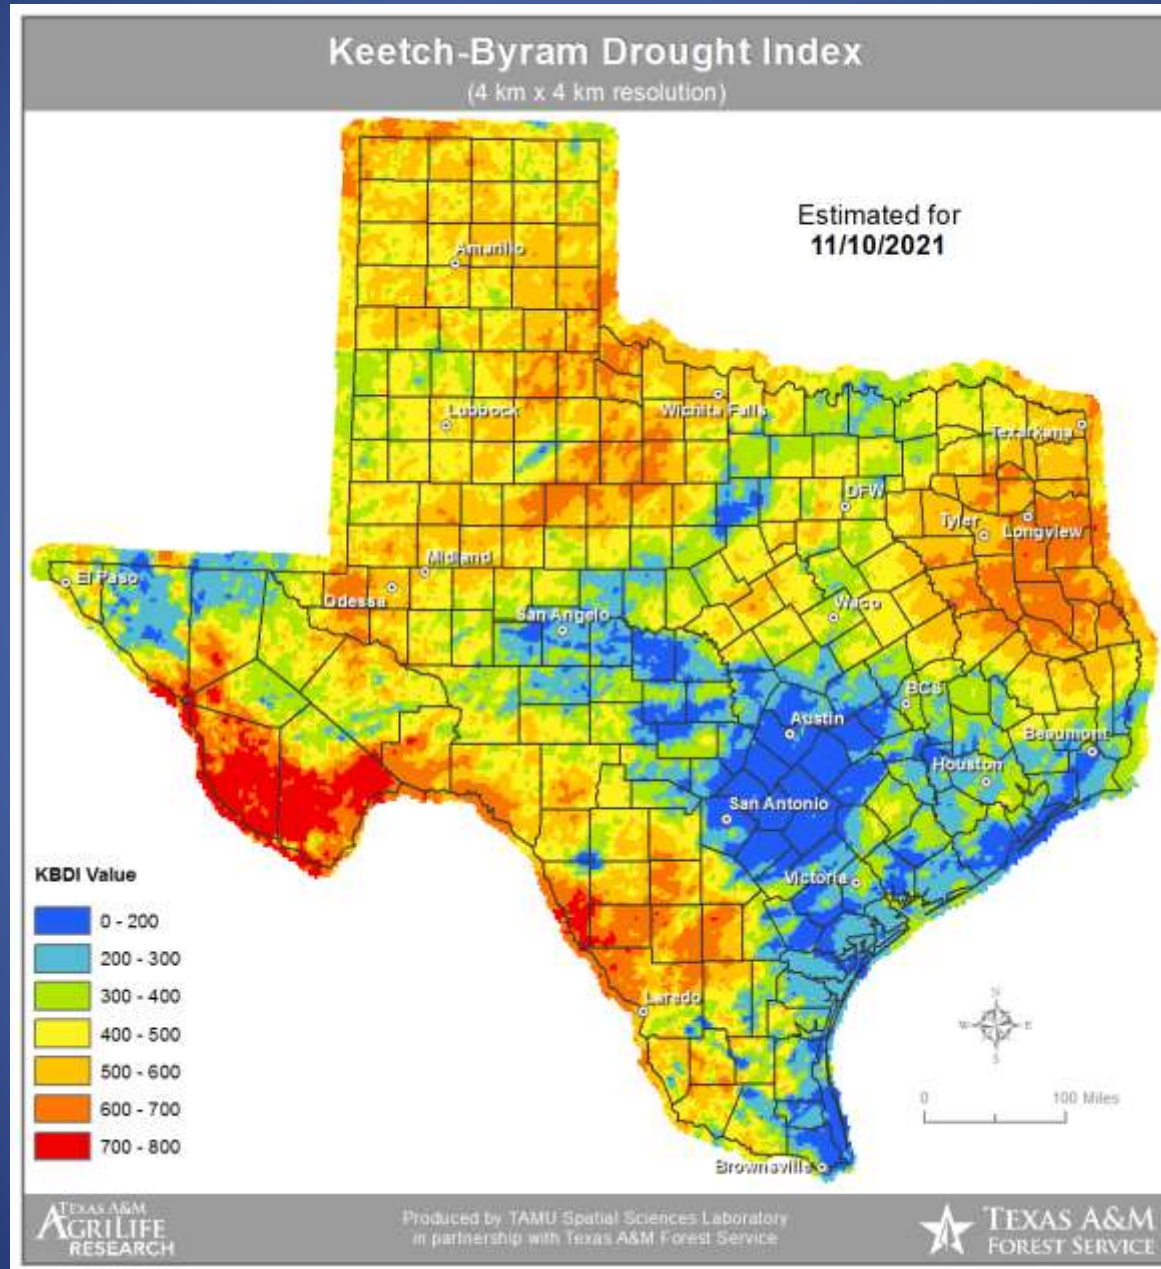 Keetch-Byram Drought Index
(4 km x 4 km resolution)
Estimated for
11/10/2021
Amarillo
Lubbock
Wichita Falls
Texarkana
DFW
Tyler
Longview
Midland
El Paso
Odessa
San Angelo
Waco
BCS
Austin
Beaumont
Houston
San Antonio
Victoria
Laredo
Brownsville
KBDI Value
0 - 200
200 - 300
300 - 400
400 - 500
500 - 600
600 - 700
700 - 800
N
W E
S
0 100 Miles
TEXAS A&M
AGRILIFE
RESEARCH
Produced by TAMU Spatial Sciences Laboratory
in partnership with Texas A&M Forest Service
TEXAS A&M
FOREST SERVICE